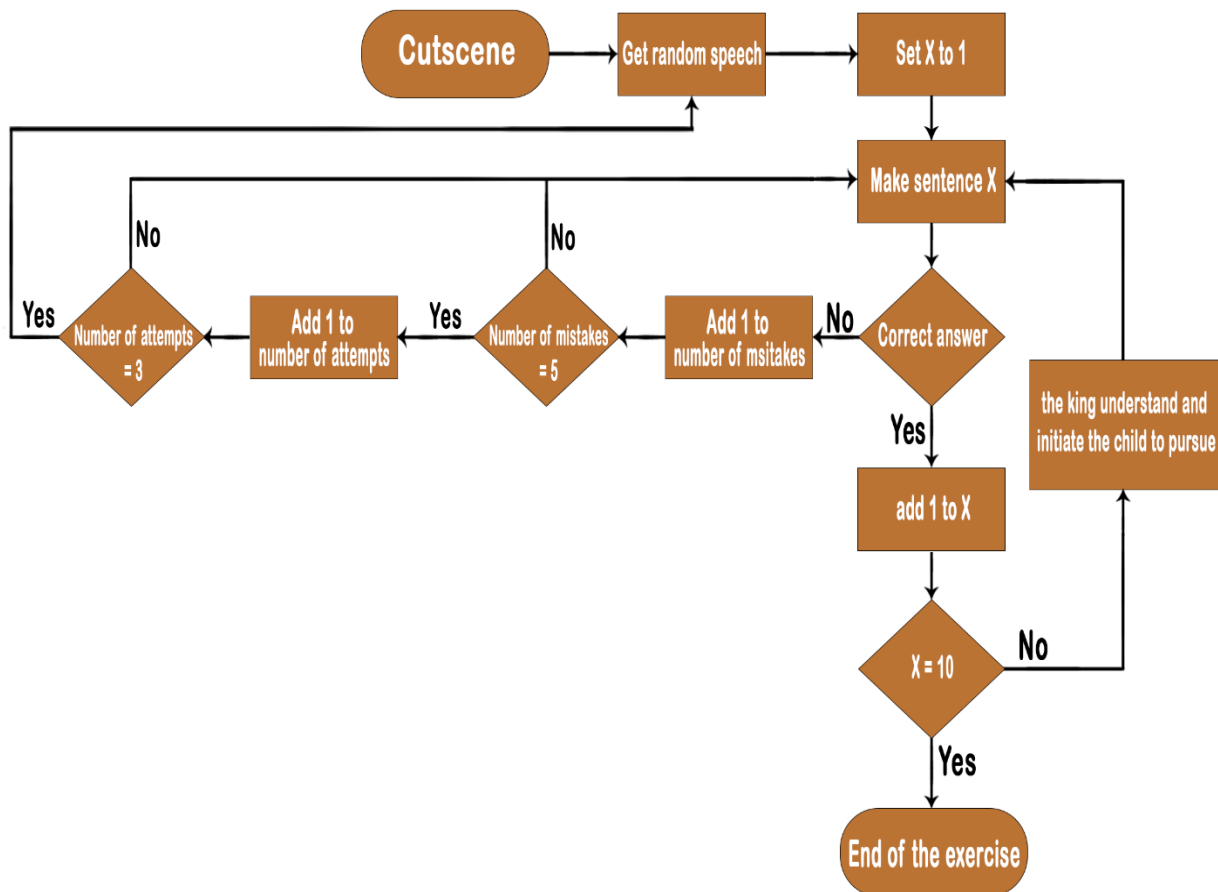 Cutscene
Get random speech
Set X to 1
Make sentence X
No
No
Yes
Number of attempts
= 3
Add 1 to
number of attempts
Yes
Number of mistakes
= 5
Add 1 to
number of msitakes
No
Correct answer
the king understand and
initiate the child to pursue
Yes
add 1 to X
X = 10
No
Yes
End of the exercise